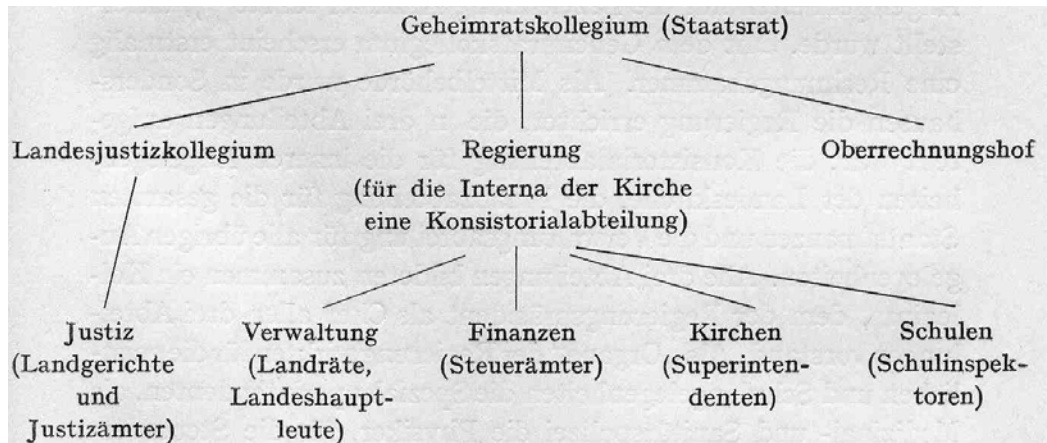 Geheimratskollegium (Staatsrat)
Landesjustizkollegium Regierung Oberrechnungshof
(für die Interna der Kirche
eine Konsistorialabteilung)
Justiz Verwaltung Finanzen Kirchen Schulen
(Landgerichte (Landräte, (Steuerämter) (Superinten- (Schulinspek-
und Landeshaupt- denten) toren)
Justizämter) leute)